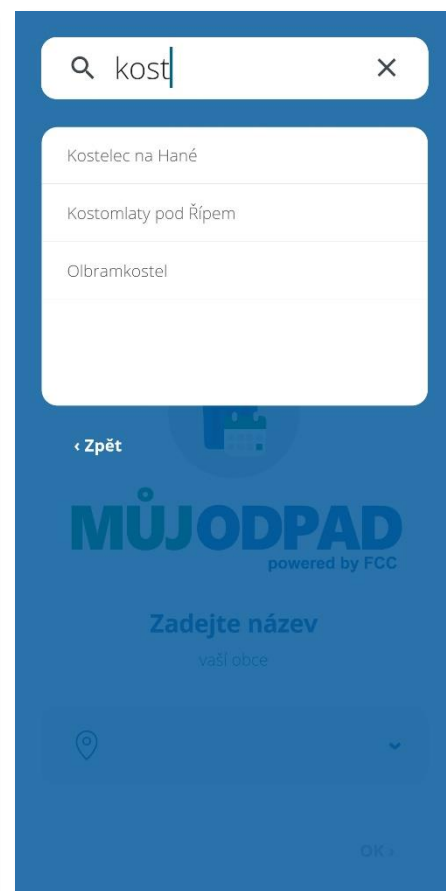 kost
Kostelec na Hané
Kostomlaty pod Řípem
Olbramkostel
‹ Zpět
MŮJODPAD
powered by FCC
Zadejte název
vaší obce
OK ›